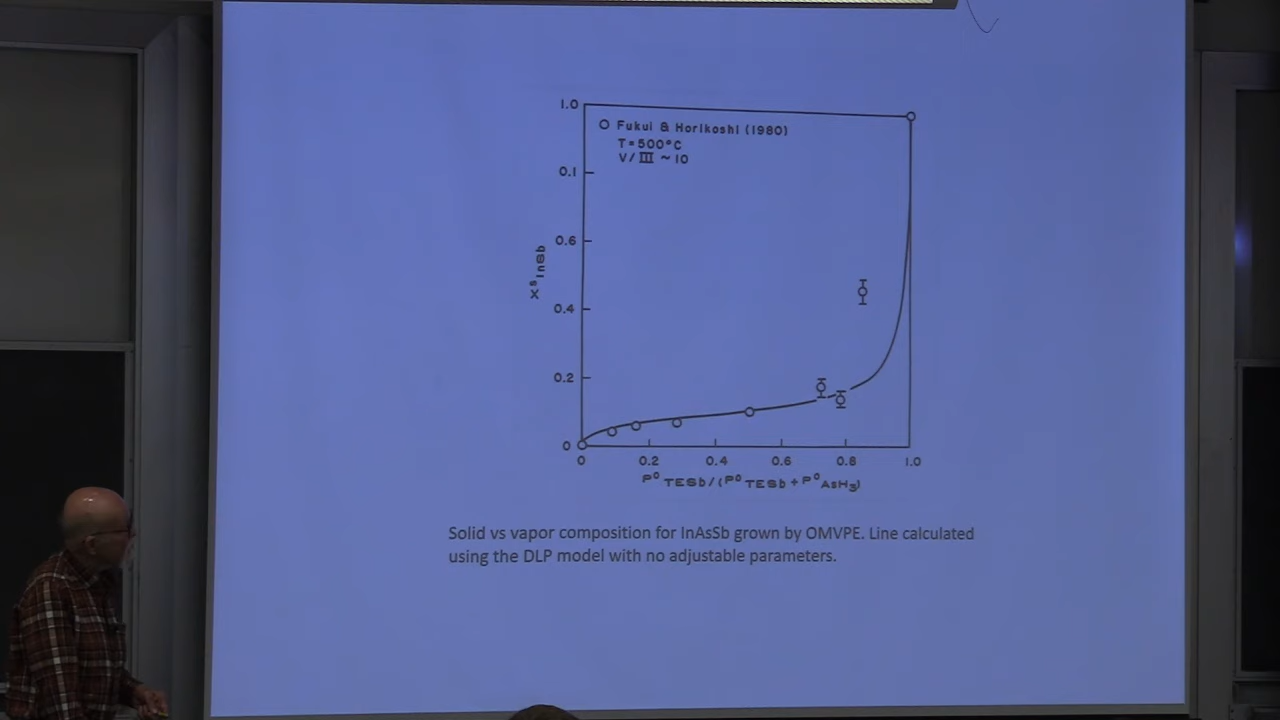 1.0
O Fukui & Horikoshi (1980)
T=500°C
V/III ~ 10
0.1
0.6
0.4
0.2
0
X^s InSb
0 0.2 0.4 0.6 0.8 1.0
P° TESb/(P° TESb + P° AsH3)
Solid vs vapor composition for InAsSb grown by OMVPE. Line calculated
using the DLP model with no adjustable parameters.